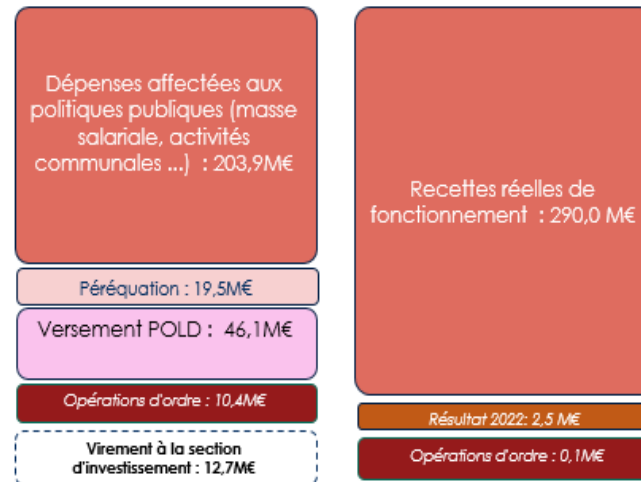 Dépenses affectées aux
politiques publiques (masse
salariale, activités
communales ...)  : 203,9M€
Péréquation : 19,5M€
Versement POLD :  46,1M€
Opérations d'ordre : 10,4M€
Virement à la section
d'investissement : 12,7M€
Recettes réelles de
fonctionnement  : 290,0 M€
Résultat 2022: 2,5 M€
Opérations d'ordre : 0,1M€